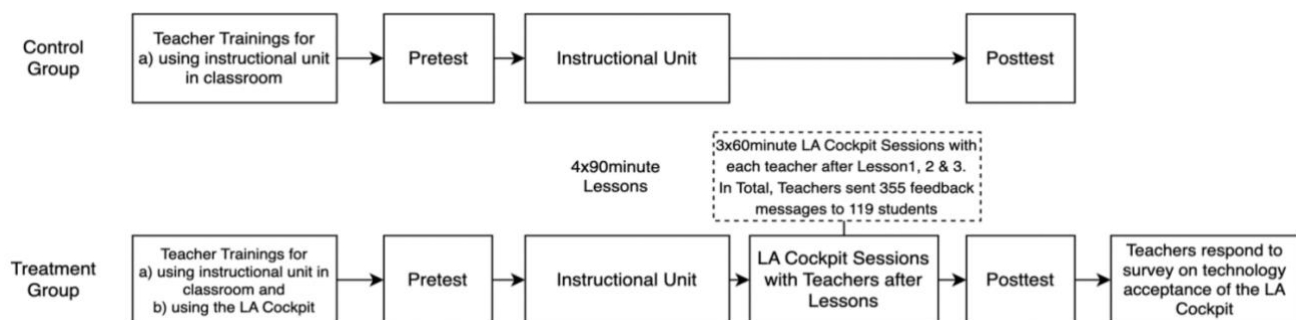 Control
Group
Teacher Trainings for
a) using instructional unit
in classroom
Pretest
Instructional Unit
Posttest
4x90minute
Lessons
3x60minute LA Cockpit Sessions with
each teacher after Lesson1, 2 & 3.
In Total, Teachers sent 355 feedback
messages to 119 students
Treatment
Group
Teacher Trainings for
a) using instructional unit in
classroom and
b) using the LA Cockpit
Pretest
Instructional Unit
LA Cockpit Sessions
with Teachers after
Lessons
Posttest
Teachers respond to
survey on technology
acceptance of the LA
Cockpit